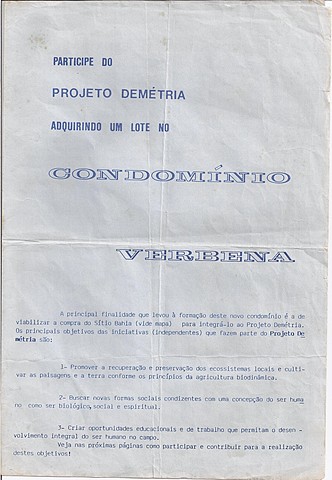 PARTICIPE DO
PROJETO DEMÉTRIA
ADQUIRINDO UM LOTE NO
CONDOMÍNIO
VERBENA
A principal finalidade que levou à formação deste novo condomínio é a de
viabilizar a compra do Sítio Bahia (vide mapa) para integrá-lo ao Projeto Demétria.
Os principais objetivos das iniciativas (independentes) que fazem parte do Projeto De
métria são:
1- Promover a recuperação e preservação dos ecossistemas locais e culti-
var as paisagens e a terra conforme os princípios da agricultura biodinâmica.
2- Buscar novas formas sociais condizentes com uma concepção do ser huma
no como ser biológico, social e espiritual.
3- Criar oportunidades educacionais e de trabalho que permitam o desen-
volvimento integral do ser humano no campo.
Veja nas próximas páginas como participar e contribuir para a realização
destes objetivos!